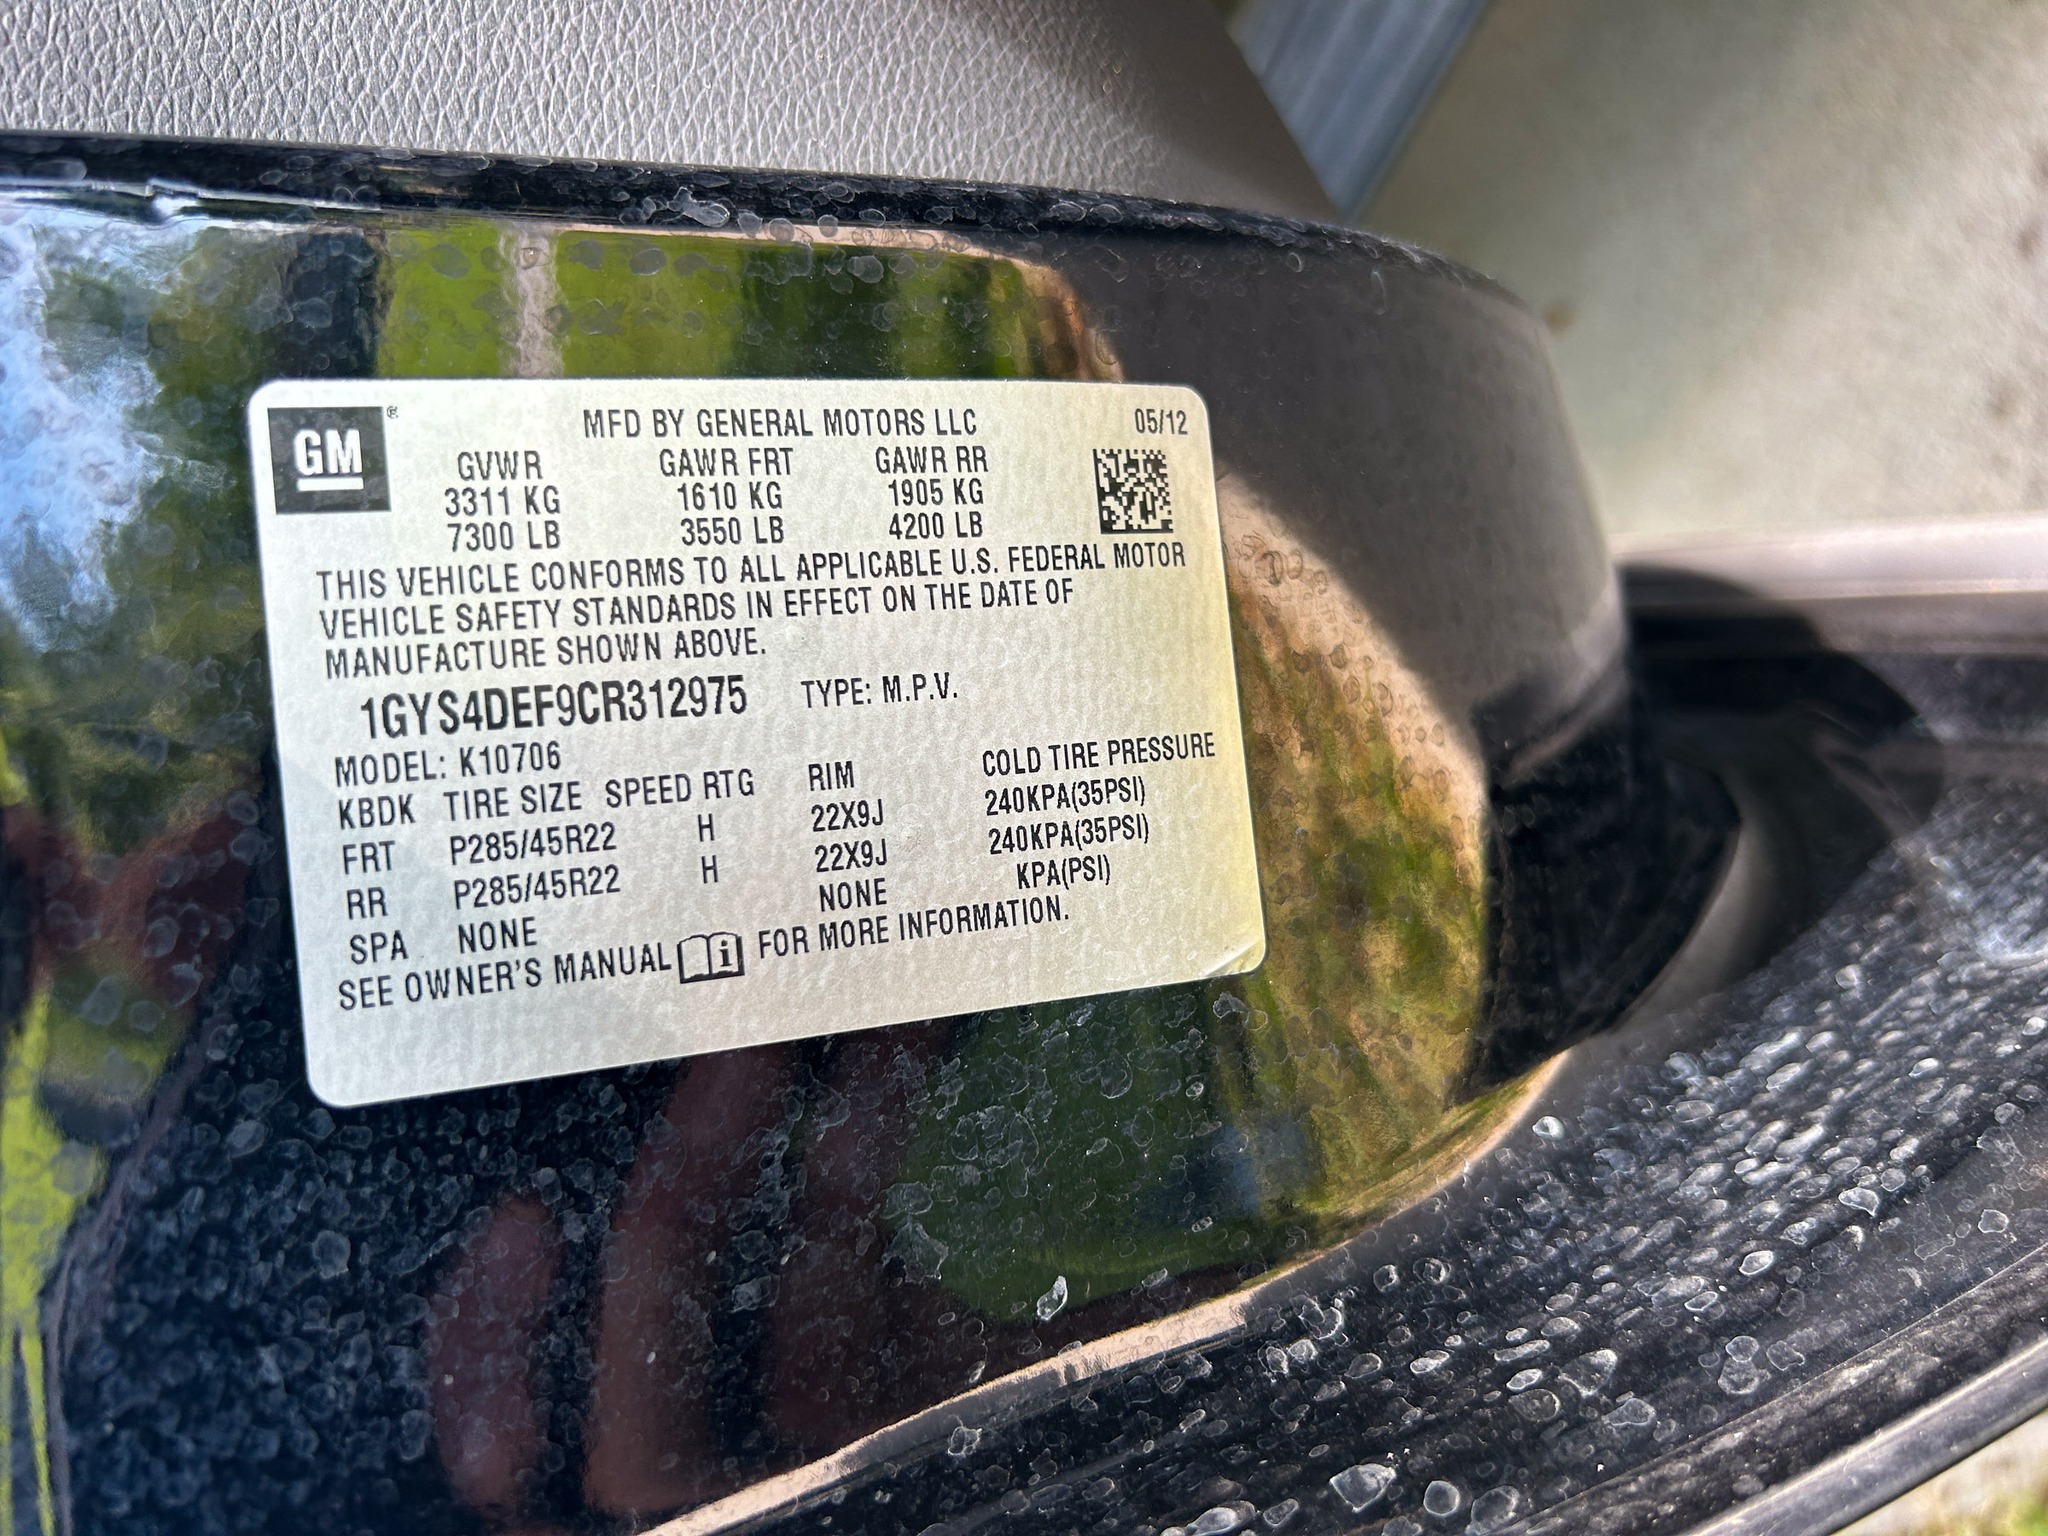 GM ® MFD BY GENERAL MOTORS LLC 05/12
GVWR GAWR FRT GAWR RR
3311 KG 1610 KG 1905 KG
7300 LB 3550 LB 4200 LB
THIS VEHICLE CONFORMS TO ALL APPLICABLE U.S. FEDERAL MOTOR
VEHICLE SAFETY STANDARDS IN EFFECT ON THE DATE OF
MANUFACTURE SHOWN ABOVE.
1GYS4DEF9CR312975 TYPE: M.P.V.
MODEL: K10706
KBDK TIRE SIZE SPEED RTG RIM COLD TIRE PRESSURE
FRT P285/45R22 H 22X9J 240KPA(35PSI)
RR P285/45R22 H 22X9J 240KPA(35PSI)
SPA NONE NONE KPA(PSI)
SEE OWNER'S MANUAL i FOR MORE INFORMATION.